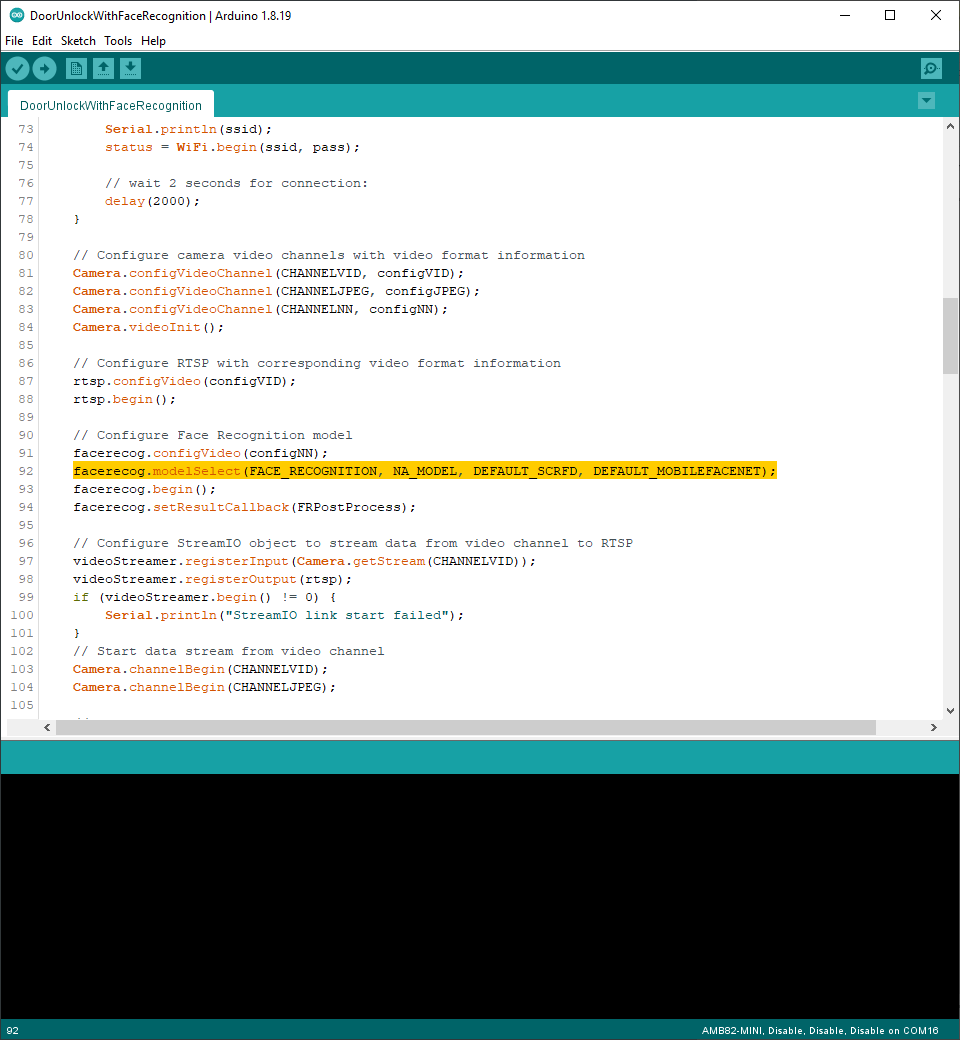 DoorUnlockWithFaceRecognition | Arduino 1.8.19
File Edit Sketch Tools Help
DoorUnlockWithFaceRecognition
73 Serial.println(ssid);
74 status = WiFi.begin(ssid, pass);
75
76 // wait 2 seconds for connection:
77 delay(2000);
78 }
79
80 // Configure camera video channels with video format information
81 Camera.configVideoChannel(CHANNELVID, configVID);
82 Camera.configVideoChannel(CHANNELJPEG, configJPEG);
83 Camera.configVideoChannel(CHANNELNN, configNN);
84 Camera.videoInit();
85
86 // Configure RTSP with corresponding video format information
87 rtsp.configVideo(configVID);
88 rtsp.begin();
89
90 // Configure Face Recognition model
91 facerecog.configVideo(configNN);
92 facerecog.modelSelect(FACE_RECOGNITION, NA_MODEL, DEFAULT_SCRFD, DEFAULT_MOBILEFACENET);
93 facerecog.begin();
94 facerecog.setResultCallback(FRPostProcess);
95
96 // Configure StreamIO object to stream data from video channel to RTSP
97 videoStreamer.registerInput(Camera.getStream(CHANNELVID));
98 videoStreamer.registerOutput(rtsp);
99 if (videoStreamer.begin() != 0) {
100 Serial.println("StreamIO link start failed");
101 }
102 // Start data stream from video channel
103 Camera.channelBegin(CHANNELVID);
104 Camera.channelBegin(CHANNELJPEG);
105
92 AMB82-MINI, Disable, Disable, Disable on COM16